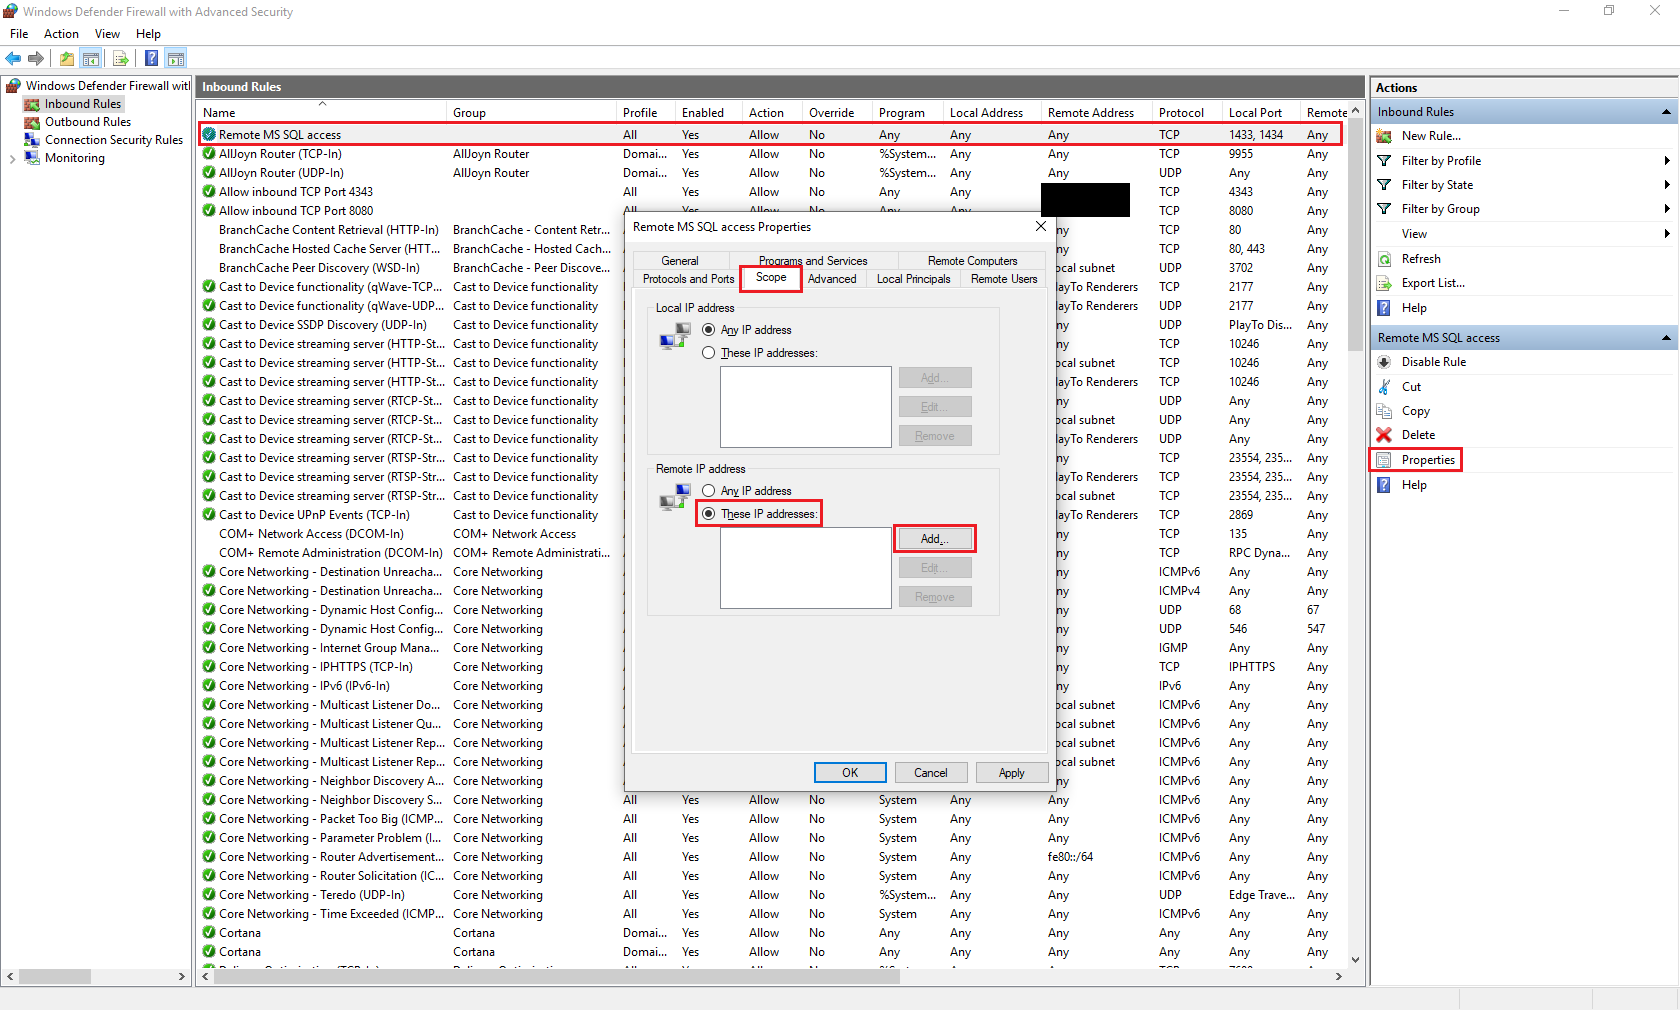 Windows Defender Firewall with Advanced Security
File Action View Help
Windows Defender Firewall witl
Inbound Rules
Outbound Rules
Connection Security Rules
Monitoring
Inbound Rules
Name Group Profile Enabled Action Override Program Local Address Remote Address Protocol Local Port Remote
Remote MS SQL access All Yes Allow No Any Any Any TCP 1433, 1434 Any
AllJoyn Router (TCP-In) AllJoyn Router Domai... Yes Allow No %System... Any Any TCP 9955 Any
AllJoyn Router (UDP-In) AllJoyn Router Domai... Yes Allow No %System... Any Any UDP Any Any
Allow inbound TCP Port 4343 All Yes Allow No Any Any TCP 4343 Any
Allow inbound TCP Port 8080 All Yes Allow No Any Any TCP 8080 Any
BranchCache Content Retrieval (HTTP-In) BranchCache - Content Retr... ny TCP 80 Any
BranchCache Hosted Cache Server (HTT... BranchCache - Hosted Cach... ny TCP 80, 443 Any
BranchCache Peer Discovery (WSD-In) BranchCache - Peer Discove... ocal subnet UDP 3702 Any
Cast to Device functionality (qWave-TCP... Cast to Device functionality layTo Renderers TCP 2177 Any
Cast to Device functionality (qWave-UDP... Cast to Device functionality layTo Renderers UDP 2177 Any
Cast to Device SSDP Discovery (UDP-In) Cast to Device functionality ny UDP PlayTo Dis... Any
Cast to Device streaming server (HTTP-St... Cast to Device functionality ny TCP 10246 Any
Cast to Device streaming server (HTTP-St... Cast to Device functionality ocal subnet TCP 10246 Any
Cast to Device streaming server (HTTP-St... Cast to Device functionality layTo Renderers TCP 10246 Any
Cast to Device streaming server (RTCP-St... Cast to Device functionality ny UDP Any Any
Cast to Device streaming server (RTCP-St... Cast to Device functionality ocal subnet UDP Any Any
Cast to Device streaming server (RTCP-St... Cast to Device functionality layTo Renderers UDP Any Any
Cast to Device streaming server (RTSP-Str... Cast to Device functionality ny TCP 23554, 235... Any
Cast to Device streaming server (RTSP-Str... Cast to Device functionality layTo Renderers TCP 23554, 235... Any
Cast to Device streaming server (RTSP-Str... Cast to Device functionality ocal subnet TCP 23554, 235... Any
Cast to Device UPnP Events (TCP-In) Cast to Device functionality layTo Renderers TCP 2869 Any
COM+ Network Access (DCOM-In) COM+ Network Access ny TCP 135 Any
COM+ Remote Administration (DCOM-In) COM+ Remote Administrati... ny TCP RPC Dyna... Any
Core Networking - Destination Unreacha... Core Networking ny ICMPv6 Any Any
Core Networking - Destination Unreacha... Core Networking ny ICMPv4 Any Any
Core Networking - Dynamic Host Config... Core Networking ny UDP 68 67
Core Networking - Dynamic Host Config... Core Networking ny UDP 546 547
Core Networking - Internet Group Mana... Core Networking ny IGMP Any Any
Core Networking - IPHTTPS (TCP-In) Core Networking ny TCP IPHTTPS Any
Core Networking - IPv6 (IPv6-In) Core Networking ny IPv6 Any Any
Core Networking - Multicast Listener Do... Core Networking ocal subnet ICMPv6 Any Any
Core Networking - Multicast Listener Qu... Core Networking ocal subnet ICMPv6 Any Any
Core Networking - Multicast Listener Rep... Core Networking ocal subnet ICMPv6 Any Any
Core Networking - Multicast Listener Rep... Core Networking ocal subnet ICMPv6 Any Any
Core Networking - Neighbor Discovery A... Core Networking ny ICMPv6 Any Any
Core Networking - Neighbor Discovery S... Core Networking All Yes Allow No System Any Any ICMPv6 Any Any
Core Networking - Packet Too Big (ICMP... Core Networking All Yes Allow No System Any Any ICMPv6 Any Any
Core Networking - Parameter Problem (I... Core Networking All Yes Allow No System Any Any ICMPv6 Any Any
Core Networking - Router Advertisement... Core Networking All Yes Allow No System Any fe80::/64 ICMPv6 Any Any
Core Networking - Router Solicitation (IC... Core Networking All Yes Allow No System Any Any ICMPv6 Any Any
Core Networking - Teredo (UDP-In) Core Networking All Yes Allow No %System... Any Any UDP Edge Trave... Any
Core Networking - Time Exceeded (ICMP... Core Networking All Yes Allow No System Any Any ICMPv6 Any Any
Cortana Cortana Domai... Yes Allow No Any Any Any Any Any Any
Cortana Cortana Domai... Yes Allow No Any Any Any Any Any Any
Remote MS SQL access Properties
General Programs and Services Remote Computers
Protocols and Ports Scope Advanced Local Principals Remote Users
Local IP address
Any IP address
These IP addresses:
Add...
Edit...
Remove
Remote IP address
Any IP address
These IP addresses:
Add...
Edit...
Remove
OK Cancel Apply
Actions
Inbound Rules
New Rule...
Filter by Profile
Filter by State
Filter by Group
View
Refresh
Export List...
Help
Remote MS SQL access
Disable Rule
Cut
Copy
Delete
Properties
Help